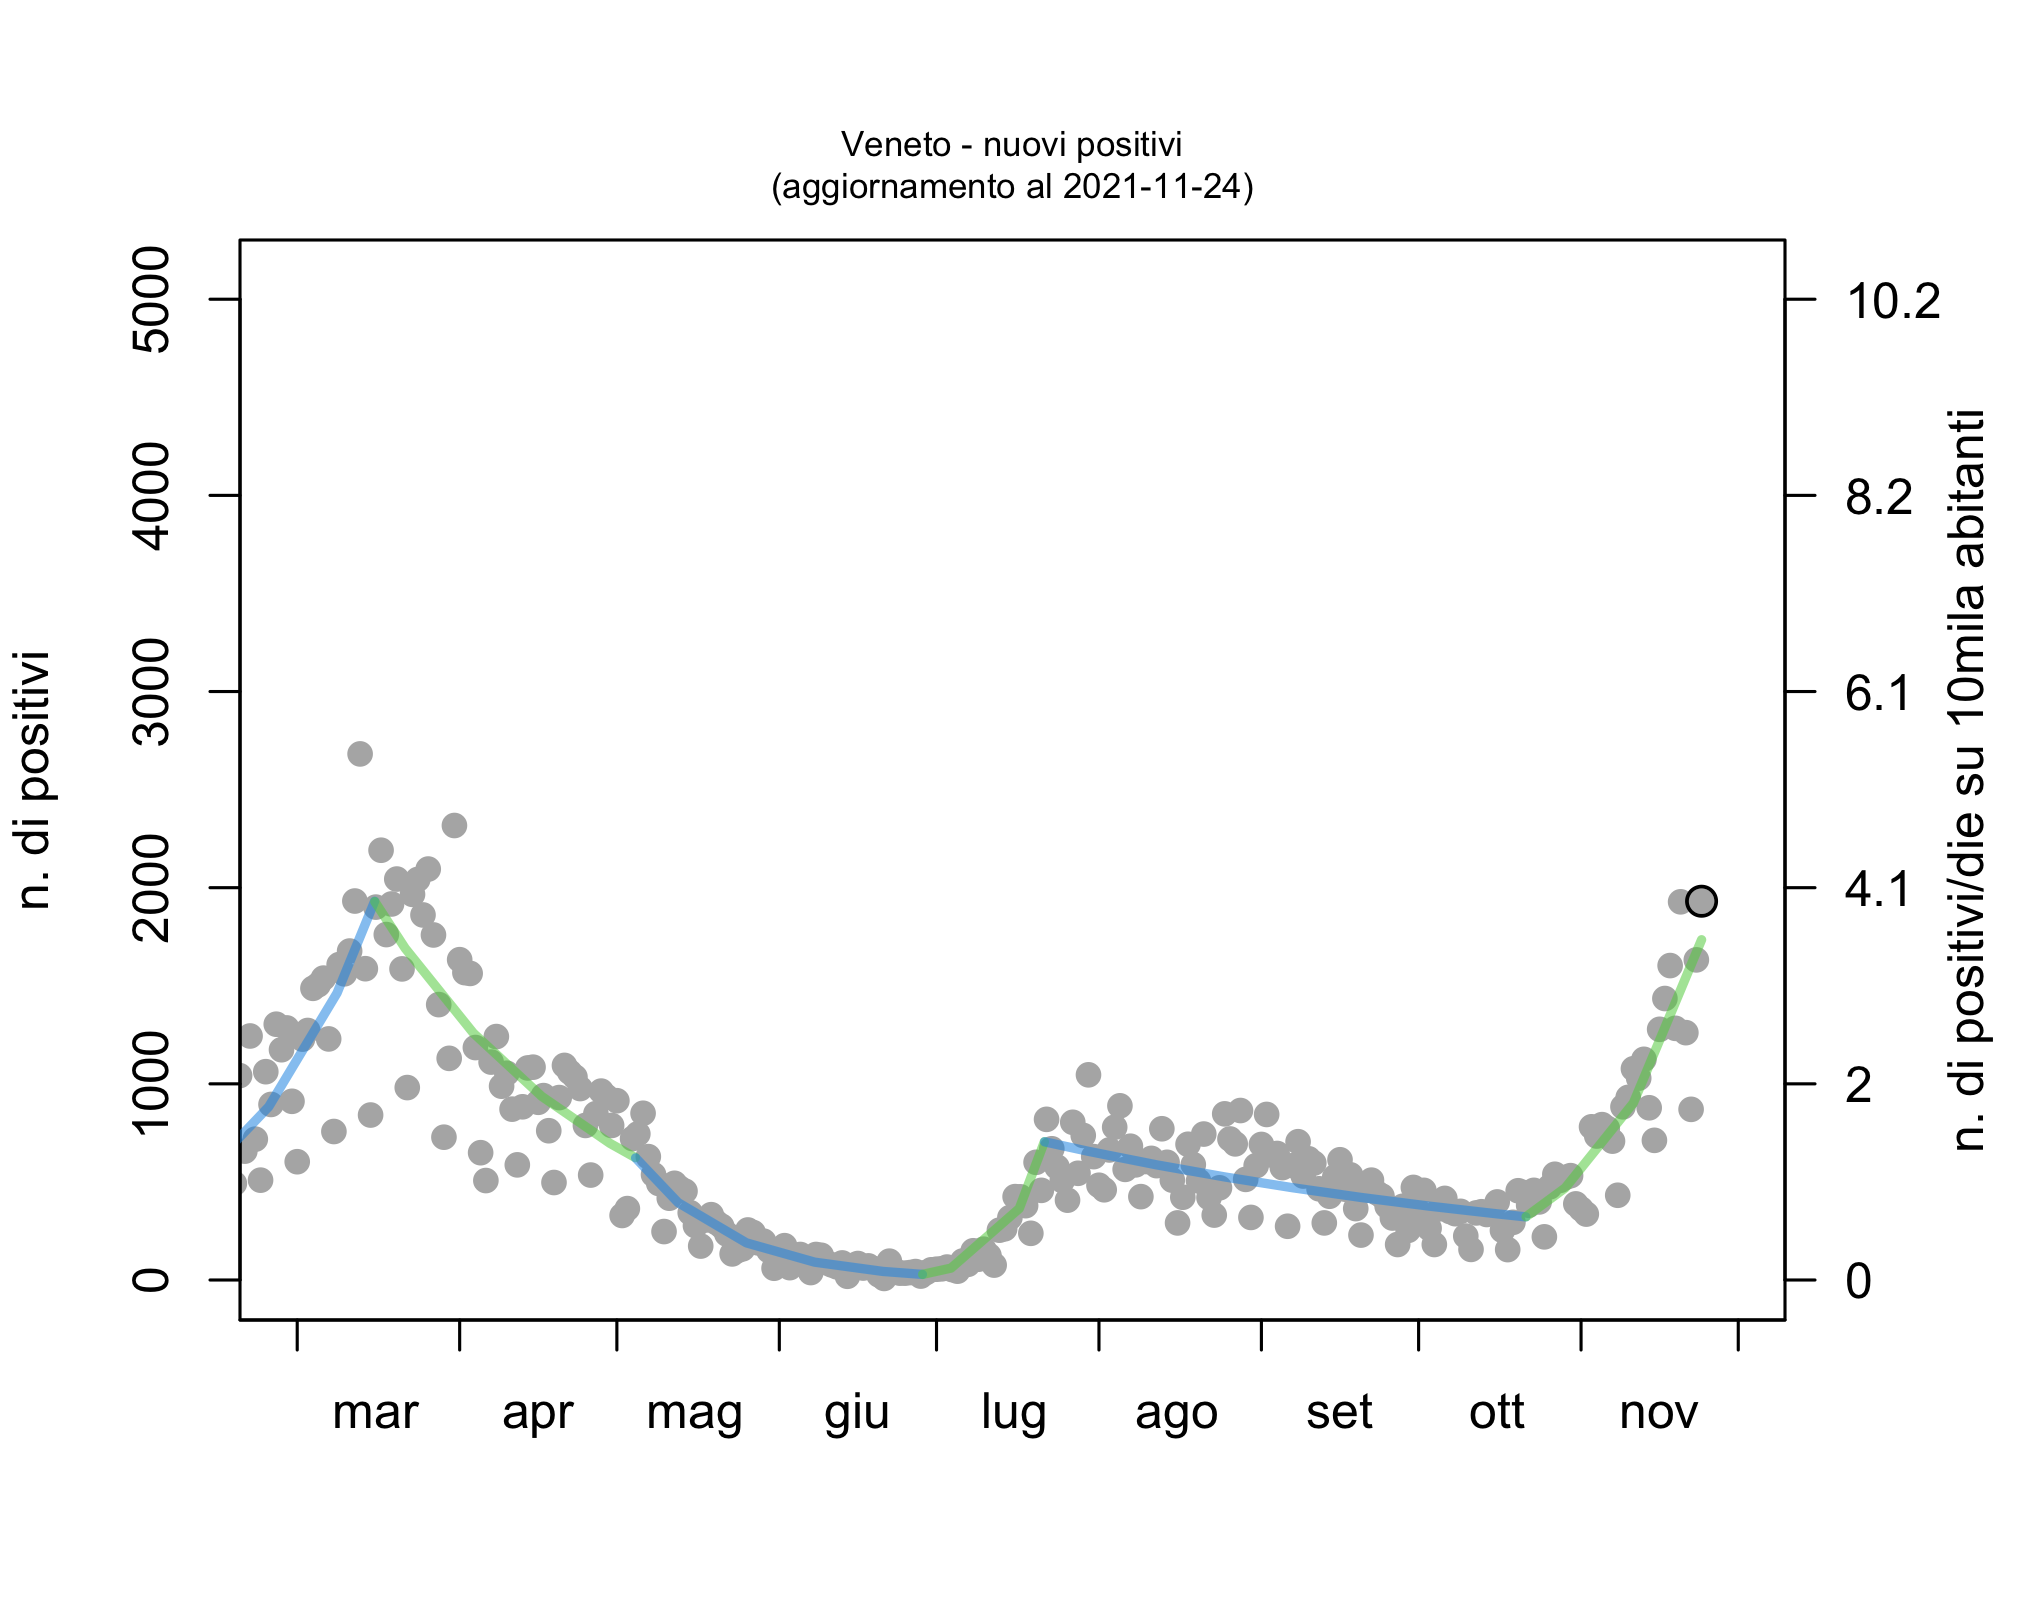 Veneto - nuovi positivi
(aggiornamento al 2021-11-24)
n. di positivi
5000
4000
3000
2000
1000
0
10.2
8.2
6.1
4.1
2
0
n. di positivi/die su 10mila abitanti
mar apr mag giu lug ago set ott nov